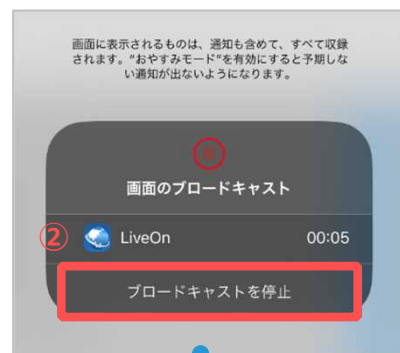 画面に表示されるものは、通知も含めて、すべて収録
されます。“おやすみモード”を有効にすると予期しな
い通知が出ないようになります。
画面のブロードキャスト
② LiveOn 00:05
ブロードキャストを停止